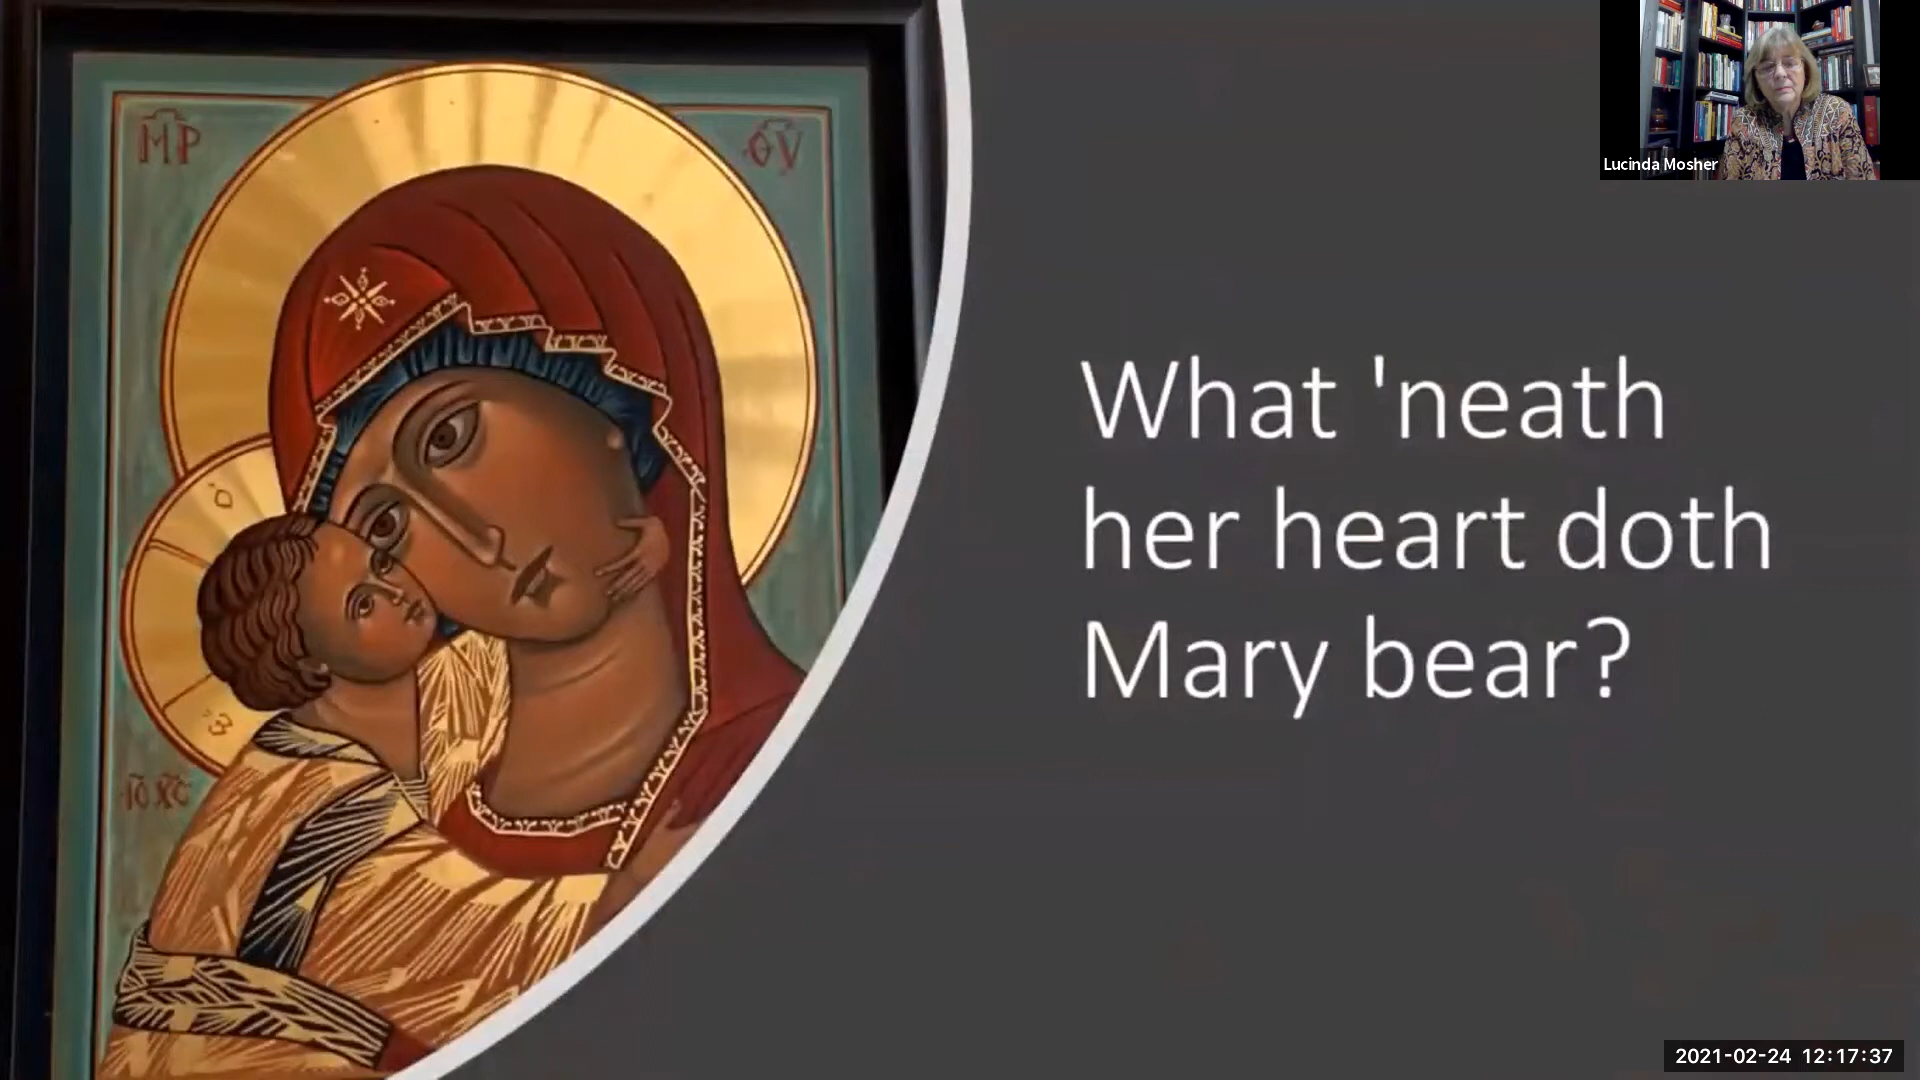 ΜΡ
ΘΥ
Ο
ΙϹ ΧϹ
What 'neath
her heart doth
Mary bear?
Lucinda Mosher
2021-02-24 12:17:37